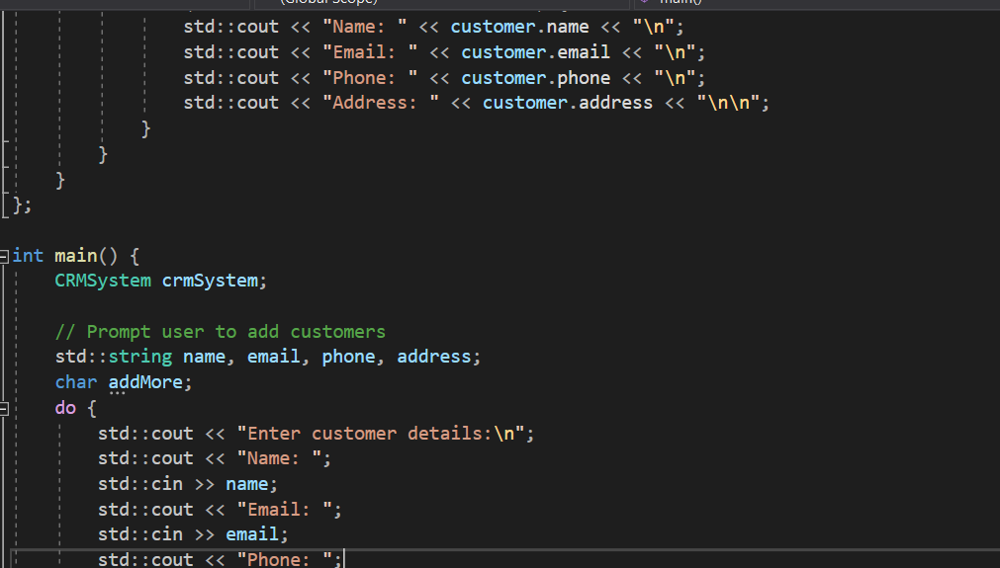 (Global Scope)
main()
std::cout << "Name: " << customer.name << "\n";
std::cout << "Email: " << customer.email << "\n";
std::cout << "Phone: " << customer.phone << "\n";
std::cout << "Address: " << customer.address << "\n\n";
}
}
}
};
int main() {
CRMSystem crmSystem;
// Prompt user to add customers
std::string name, email, phone, address;
char addMore;
do {
std::cout << "Enter customer details:\n";
std::cout << "Name: ";
std::cin >> name;
std::cout << "Email: ";
std::cin >> email;
std::cout << "Phone: ";